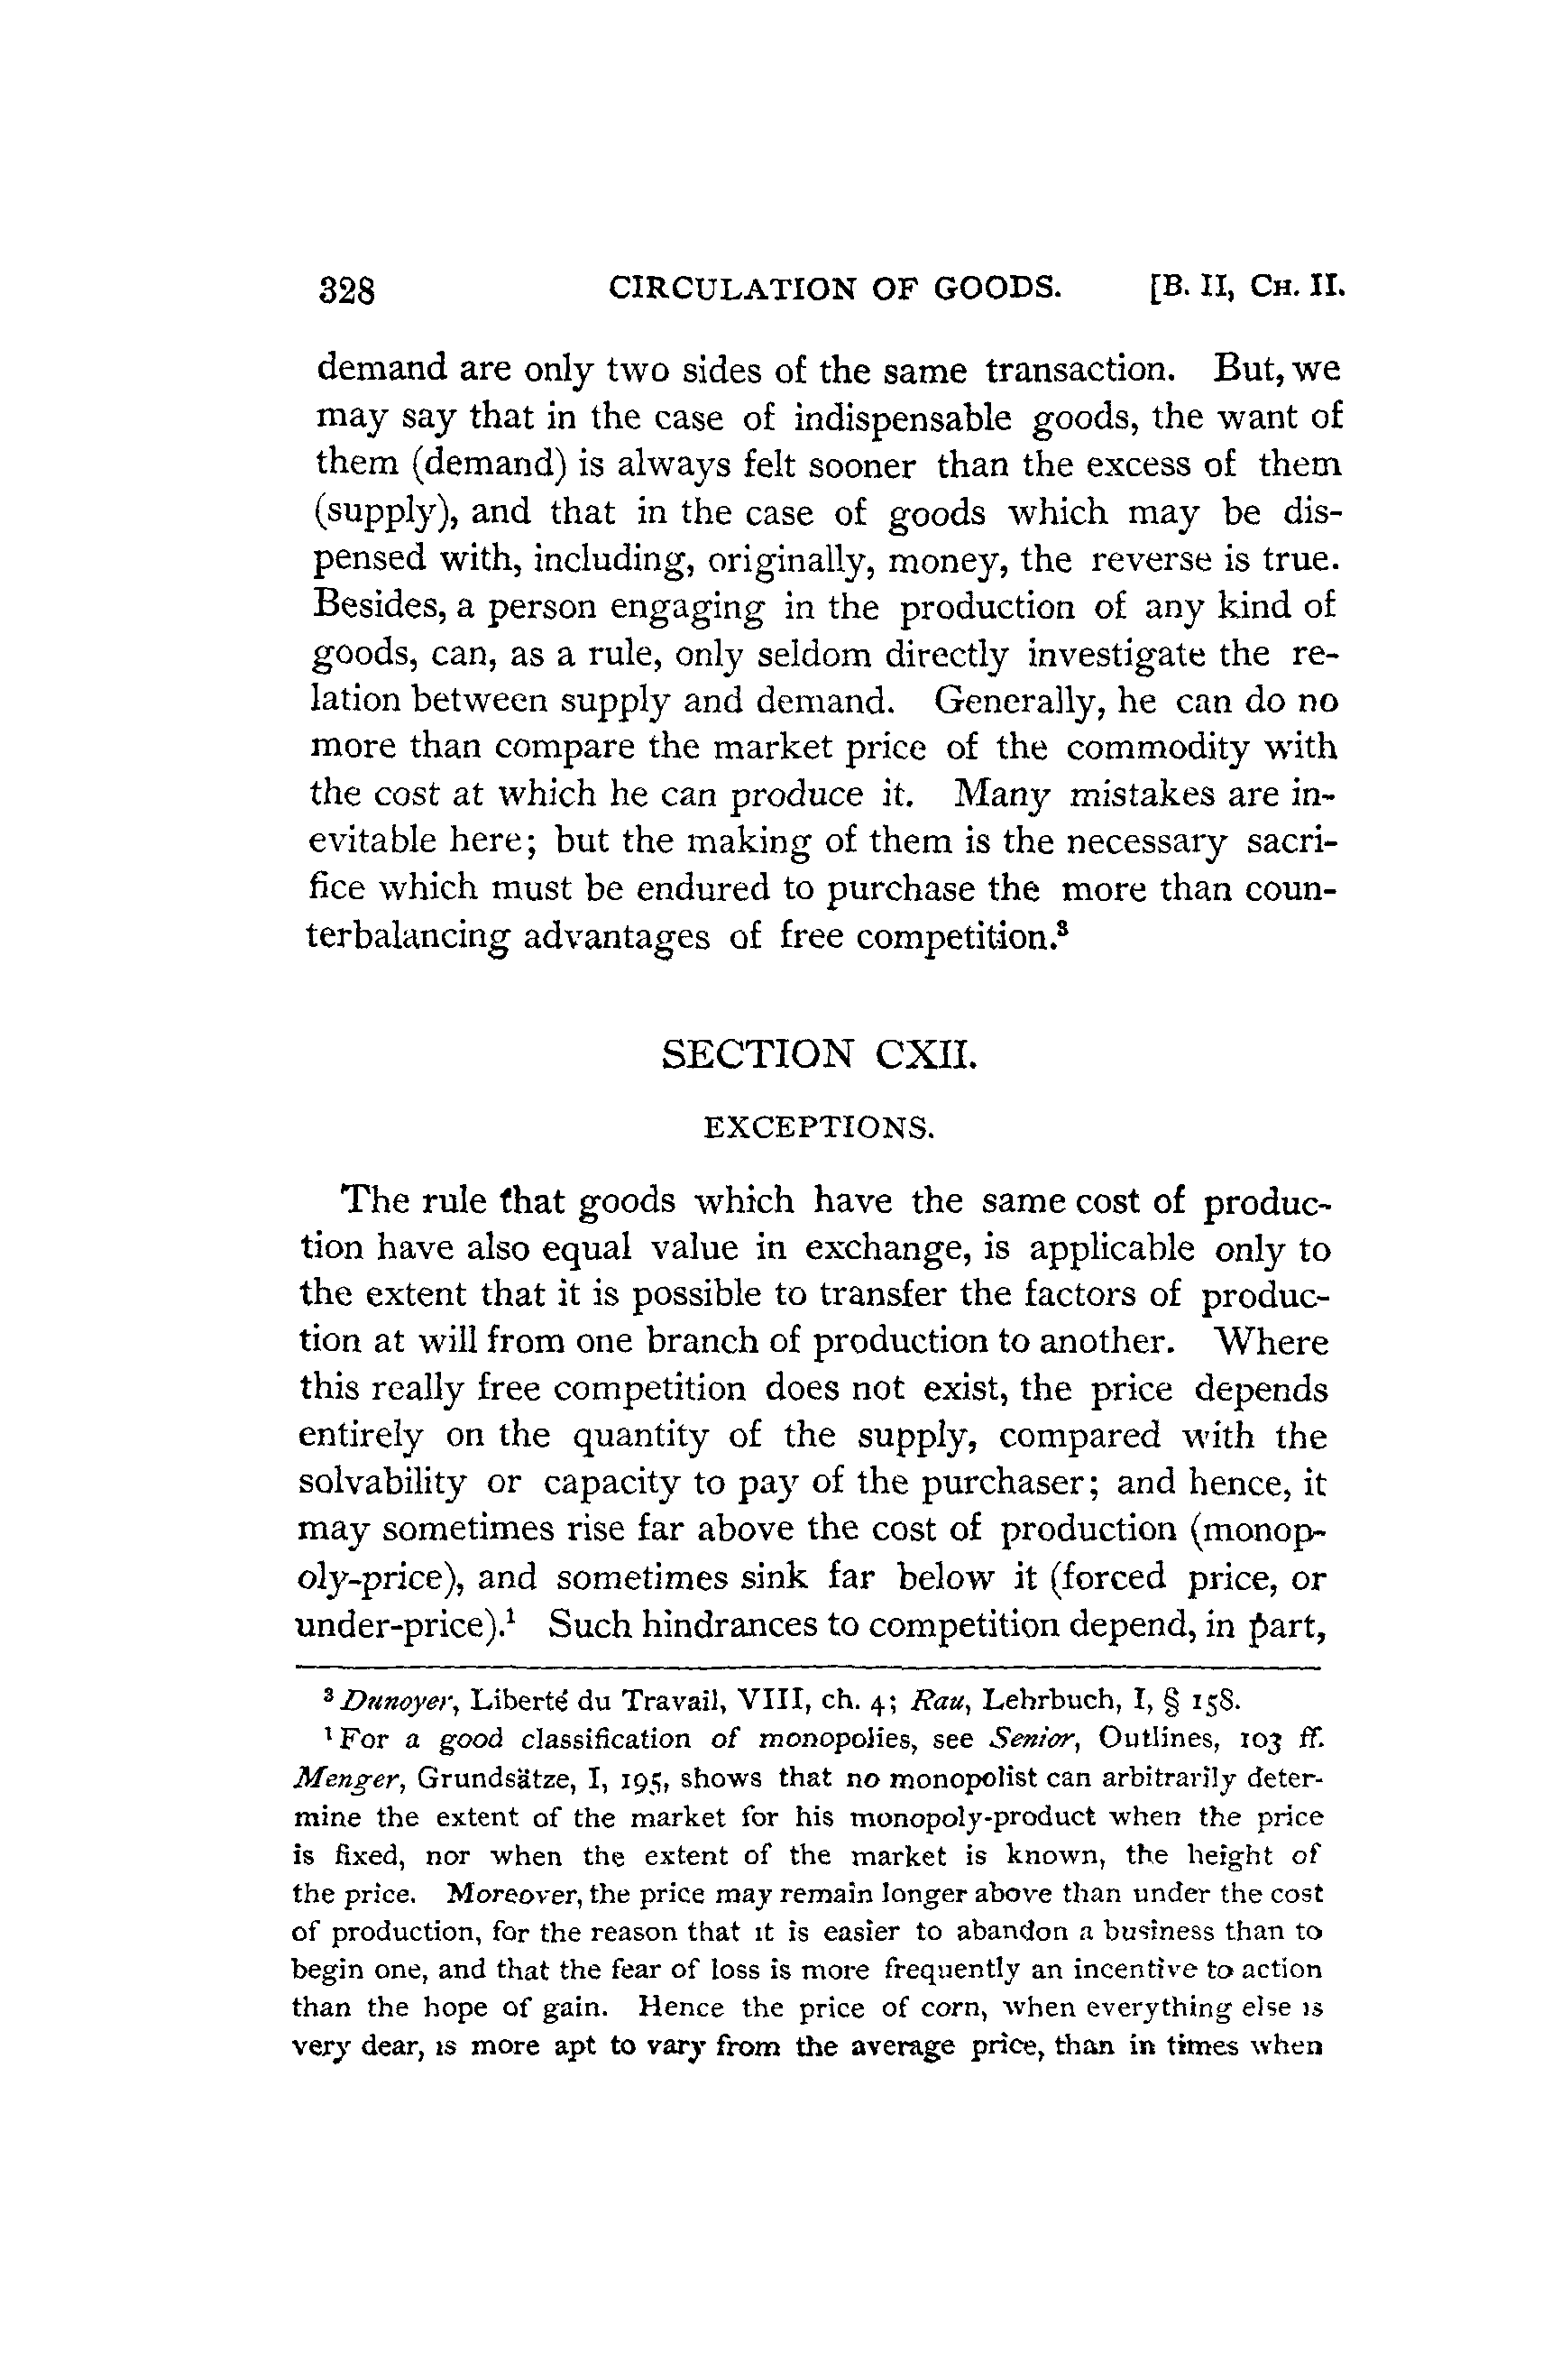 328 CIRCULATION OF GOODS. [B. II, CH. II.
demand are only two sides of the same transaction. But, we
may say that in the case of indispensable goods, the want of
them (demand) is always felt sooner than the excess of them
(supply), and that in the case of goods which may be dis-
pensed with, including, originally, money, the reverse is true.
Besides, a person engaging in the production of any kind of
goods, can, as a rule, only seldom directly investigate the re-
lation between supply and demand. Generally, he can do no
more than compare the market price of the commodity with
the cost at which he can produce it. Many mistakes are in-
evitable here; but the making of them is the necessary sacri-
fice which must be endured to purchase the more than coun-
terbalancing advantages of free competition.³
SECTION CXII.
EXCEPTIONS.
The rule that goods which have the same cost of produc-
tion have also equal value in exchange, is applicable only to
the extent that it is possible to transfer the factors of produc-
tion at will from one branch of production to another. Where
this really free competition does not exist, the price depends
entirely on the quantity of the supply, compared with the
solvability or capacity to pay of the purchaser; and hence, it
may sometimes rise far above the cost of production (monop-
oly-price), and sometimes sink far below it (forced price, or
under-price).¹ Such hindrances to competition depend, in part,
³ Dunoyer, Liberté du Travail, VIII, ch. 4; Rau, Lehrbuch, I, § 158.
¹ For a good classification of monopolies, see Senior, Outlines, 103 ff.
Menger, Grundsätze, I, 195, shows that no monopolist can arbitrarily deter-
mine the extent of the market for his monopoly-product when the price
is fixed, nor when the extent of the market is known, the height of
the price. Moreover, the price may remain longer above than under the cost
of production, for the reason that it is easier to abandon a business than to
begin one, and that the fear of loss is more frequently an incentive to action
than the hope of gain. Hence the price of corn, when everything else is
very dear, is more apt to vary from the average price, than in times when